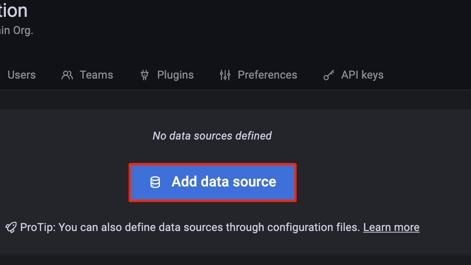 tion
in Org.
Users Teams Plugins Preferences API keys
No data sources defined
Add data source
ProTip: You can also define data sources through configuration files. Learn more